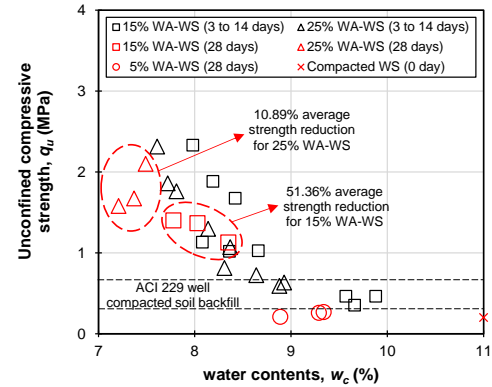 15% WA-WS (3 to 14 days)
25% WA-WS (3 to 14 days)
15% WA-WS (28 days)
25% WA-WS (28 days)
5% WA-WS (28 days)
Compacted WS (0 day)
10.89% average
strength reduction
for 25% WA-WS
51.36% average
strength reduction
for 15% WA-WS
ACI 229 well
compacted soil backfill
Unconfined compressive
strength, qu (MPa)
4
3
2
1
0
7
8
9
10
11
water contents, wc (%)